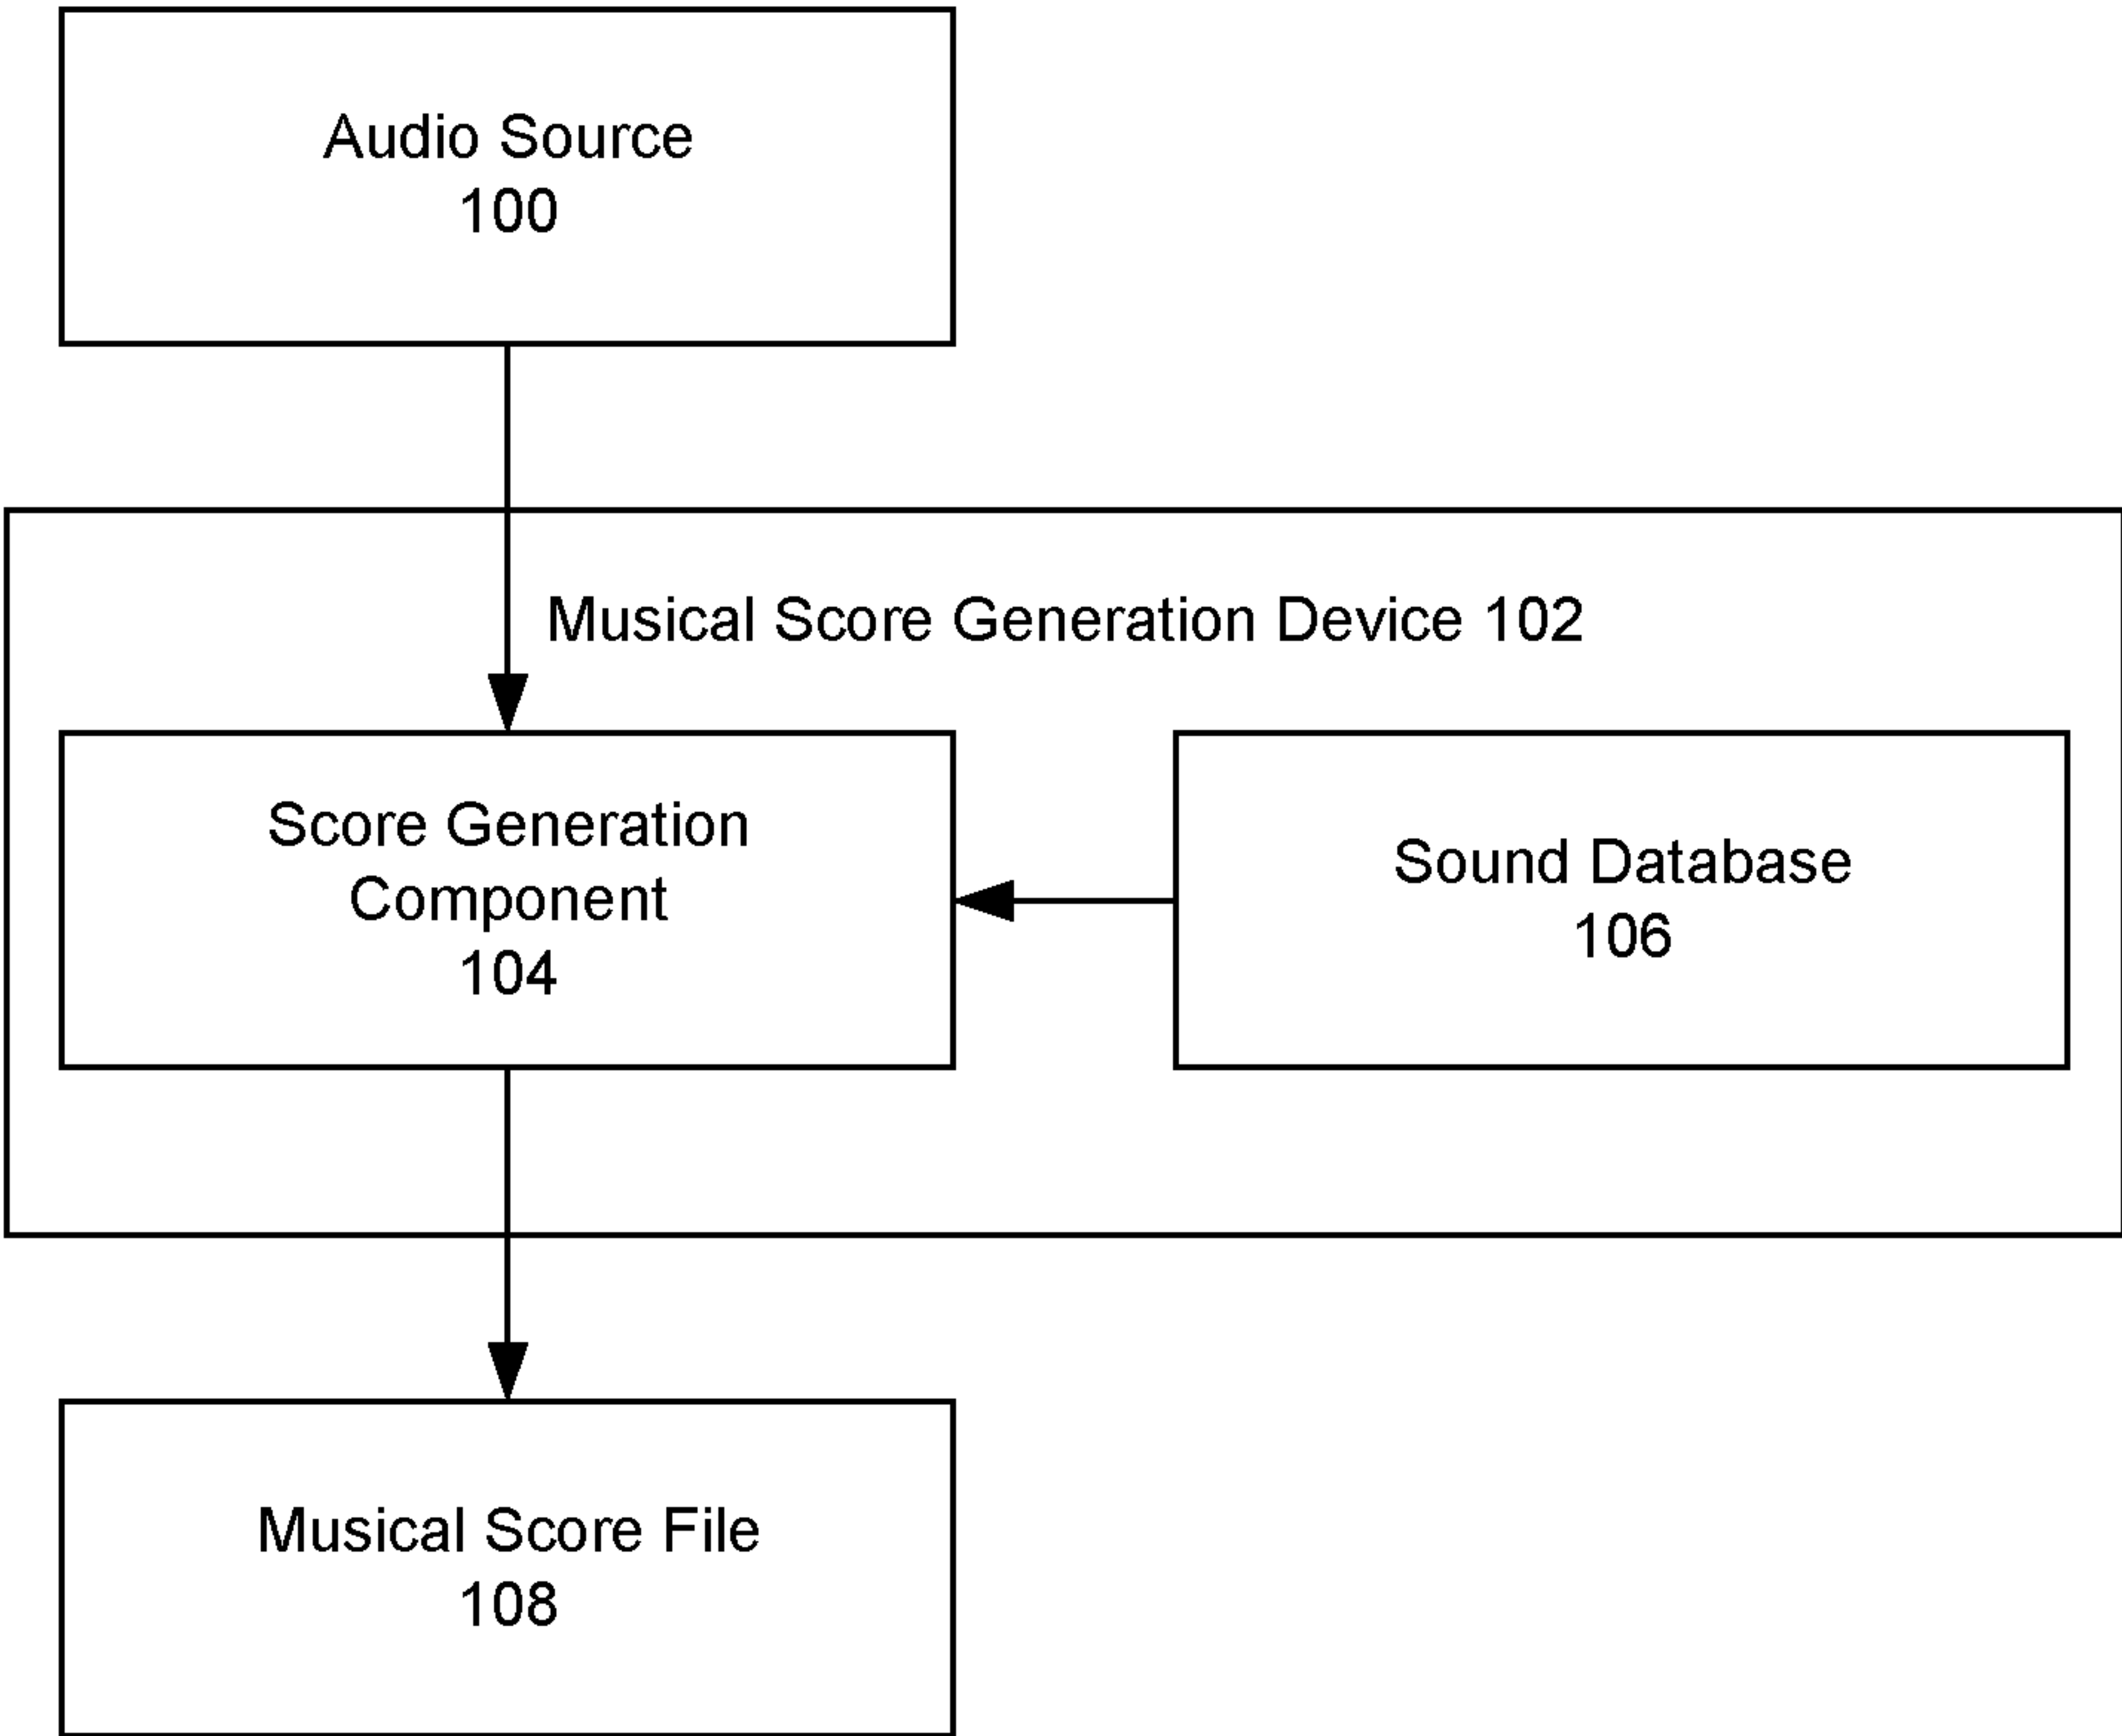 Audio Source
100
Musical Score Generation Device 102
Score Generation
Component
104
Sound Database
106
Musical Score File
108